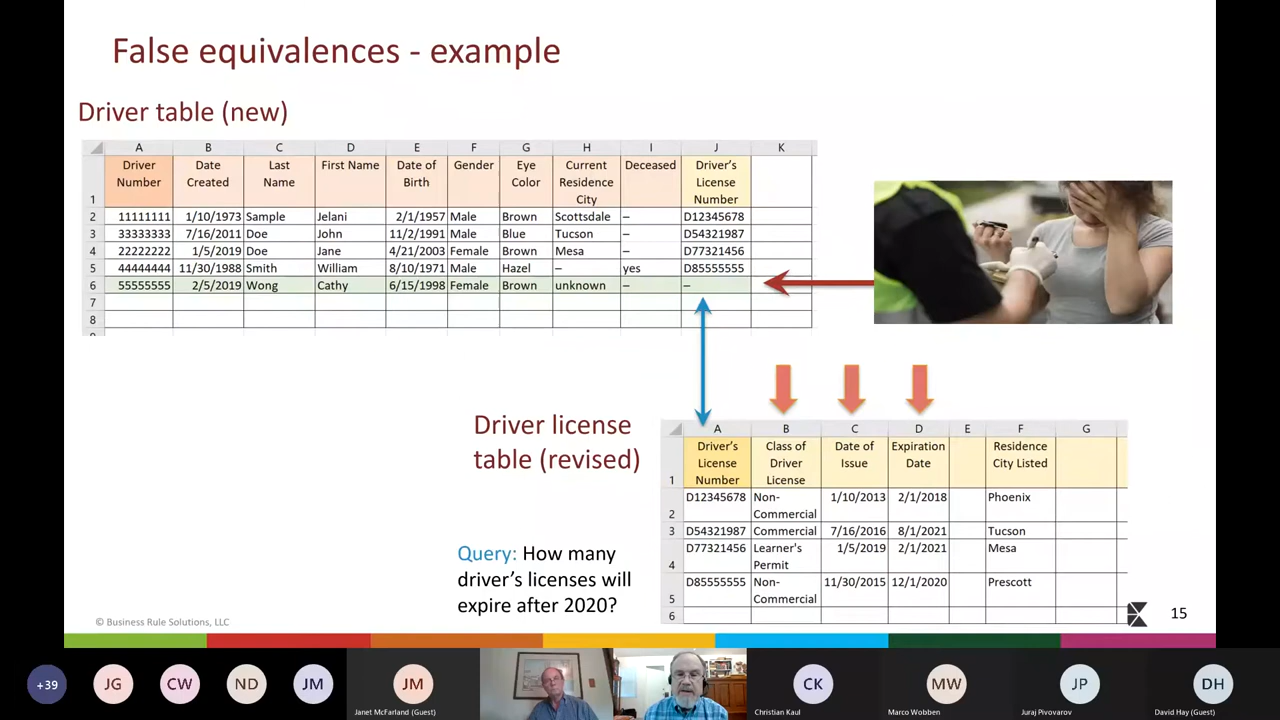 False equivalences - example
Driver table (new)
A B C D E F G H I J K
Driver Number Date Created Last Name First Name Date of Birth Gender Eye Color Current Residence City Deceased Driver's License Number
1
2 11111111 1/10/1973 Sample Jelani 2/1/1957 Male Brown Scottsdale – D12345678
3 33333333 7/16/2011 Doe John 11/2/1991 Male Blue Tucson – D54321987
4 22222222 1/5/2019 Doe Jane 4/21/2003 Female Brown Mesa – D77321456
5 44444444 11/30/1988 Smith William 8/10/1971 Male Hazel – yes D85555555
6 55555555 2/5/2019 Wong Cathy 6/15/1998 Female Brown unknown – –
7
8
Driver license
table (revised)
A B C D E F G
Driver's License Number Class of Driver License Date of Issue Expiration Date Residence City Listed
1
2 D12345678 Non-Commercial 1/10/2013 2/1/2018 Phoenix
3 D54321987 Commercial 7/16/2016 8/1/2021 Tucson
4 D77321456 Learner's Permit 1/5/2019 2/1/2021 Mesa
5 D85555555 Non-Commercial 11/30/2015 12/1/2020 Prescott
6
Query: How many
driver's licenses will
expire after 2020?
© Business Rule Solutions, LLC
15
+39 JG CW ND JM JM CK MW JP DH
Janet McFarland (Guest) Christian Kaul Marco Wobben Juraj Pivovarov David Hay (Guest)